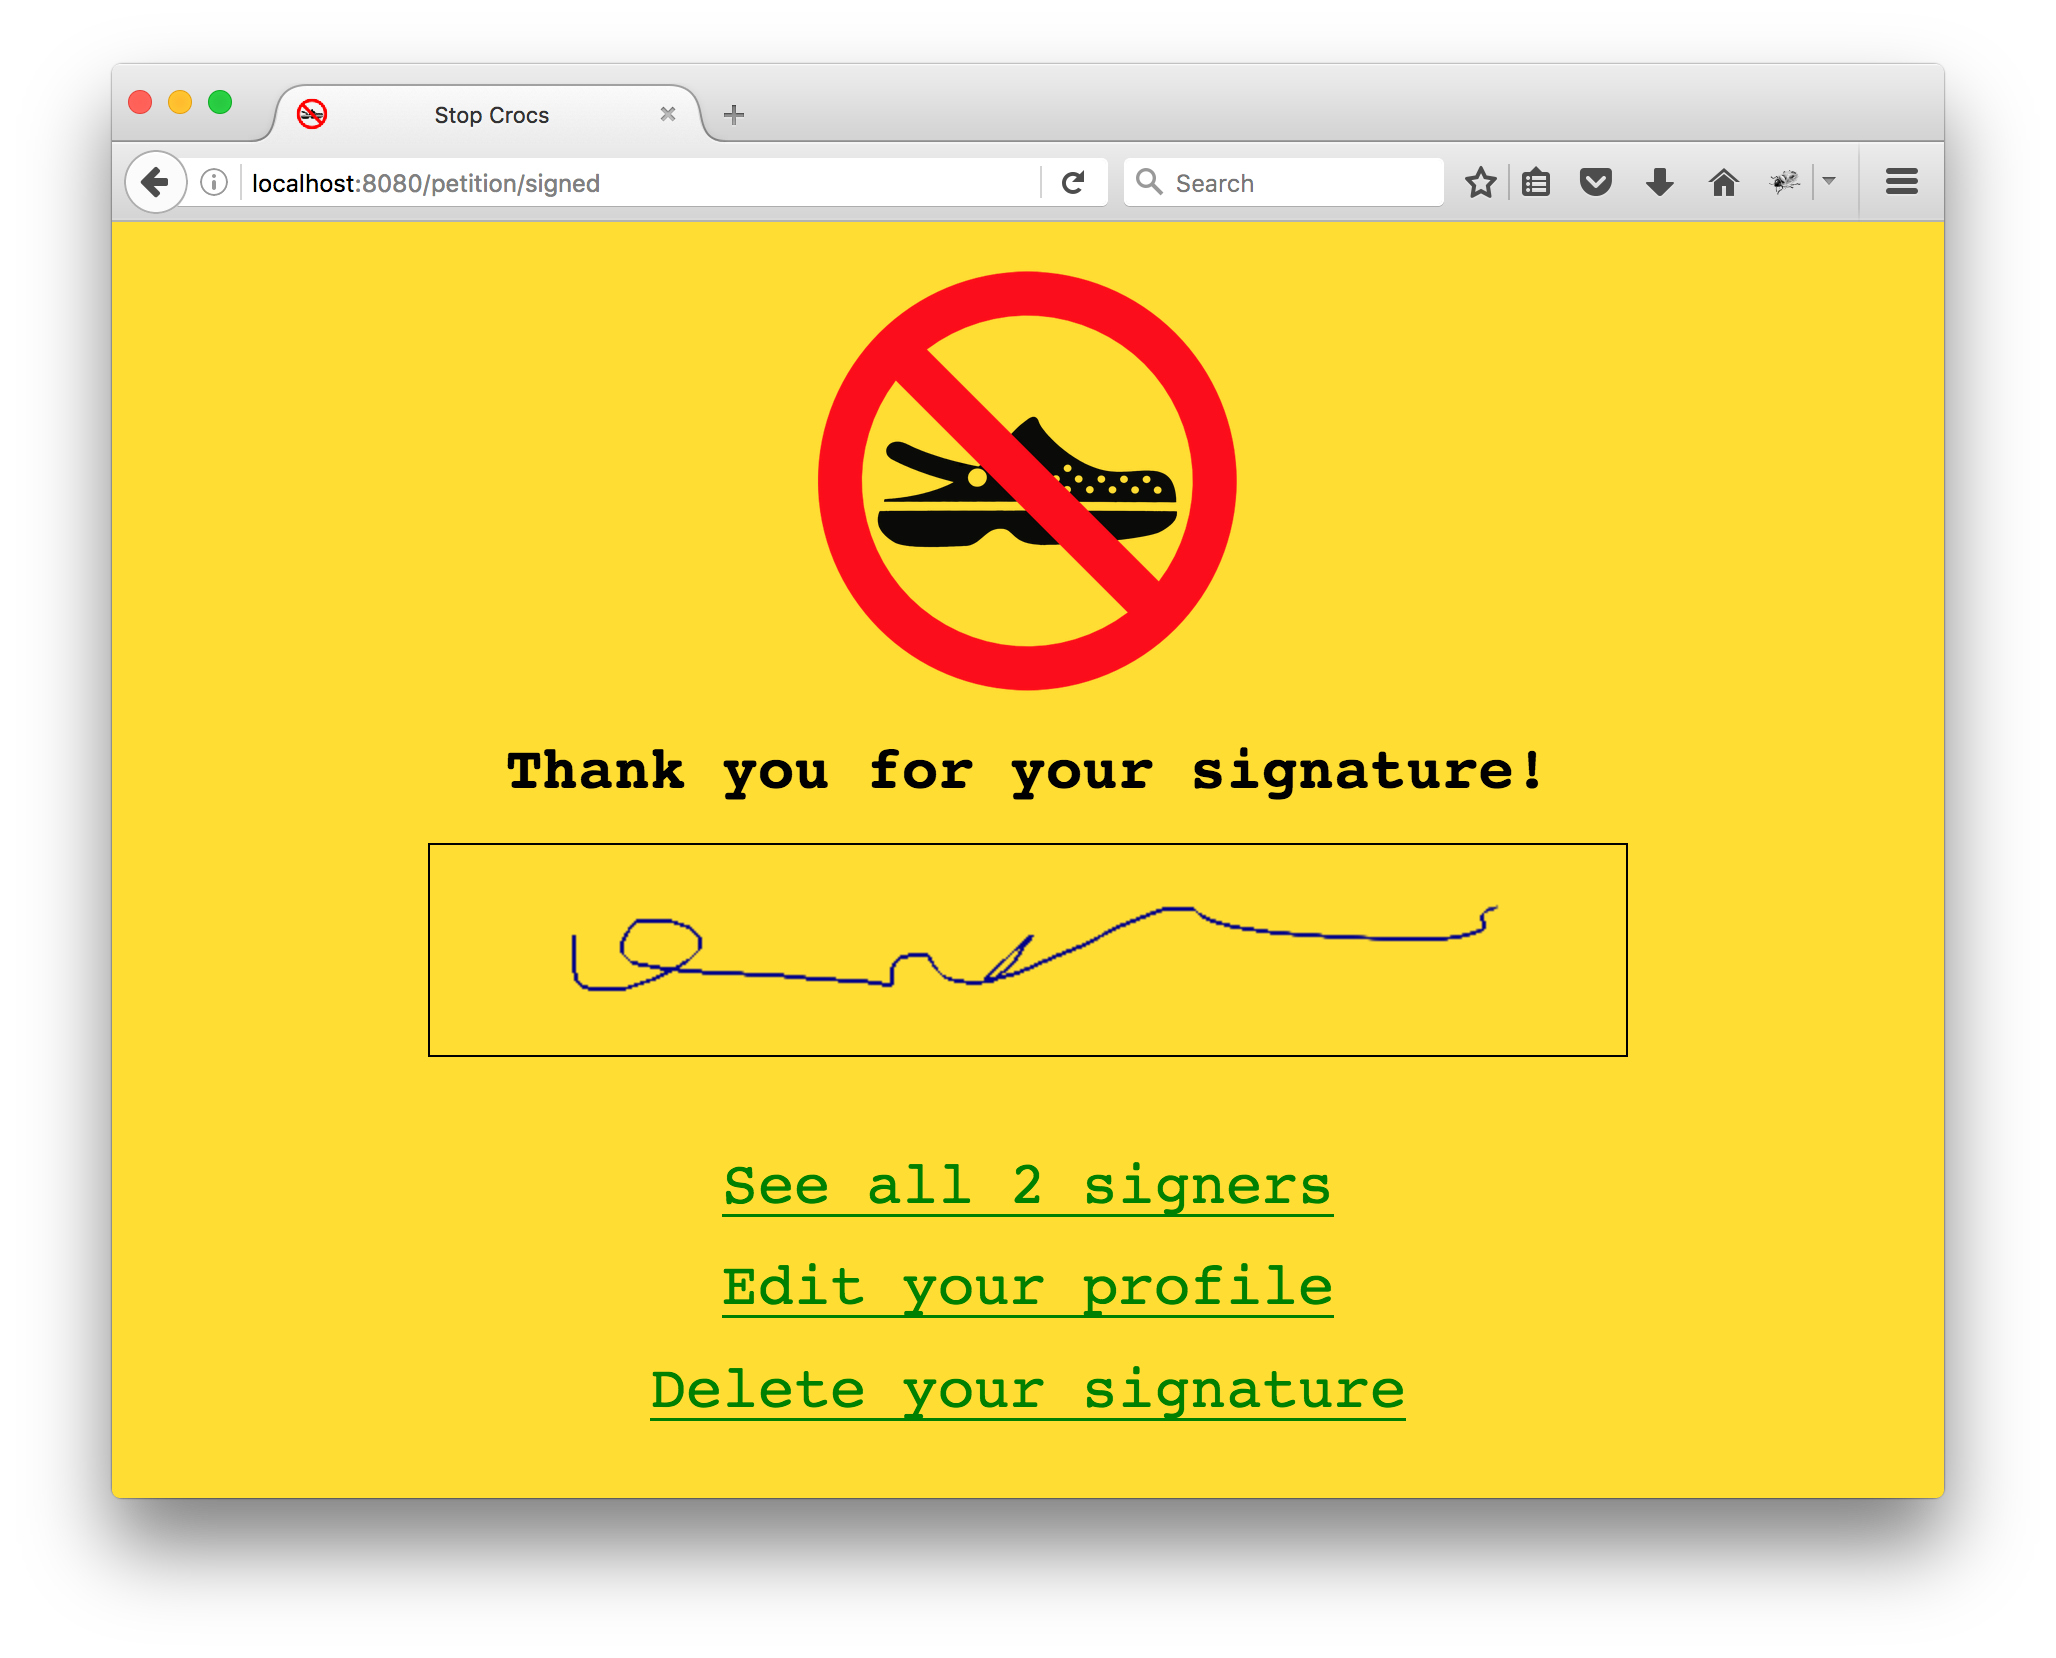 Stop Crocs
localhost:8080/petition/signed
Search
Thank you for your signature!
See all 2 signers
Edit your profile
Delete your signature